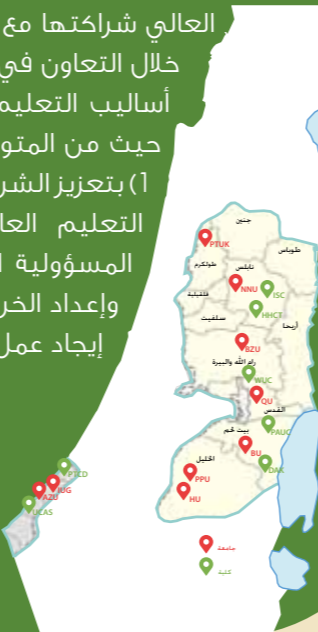 العالي شراكتها مع
خلال التعاون في
أساليب التعليم
حيث من المتو
1) بتعزيز الشر
التعليم العا
المسؤولية ا
وإعداد الخر
إيجاد عمل
جنين
PTUK
طوباس
طولكرم
نابلس
NNU
ISC
قلقيلية
HHCT
سلفيت
أريحا
BZU
رام الله والبيرة
WUC
QU
القدس
PAUC
بيت لحم
BU
الخليل
DAK
PPU
HU
PTCD
IUG
AZU
UCAS
جامعة
كلية